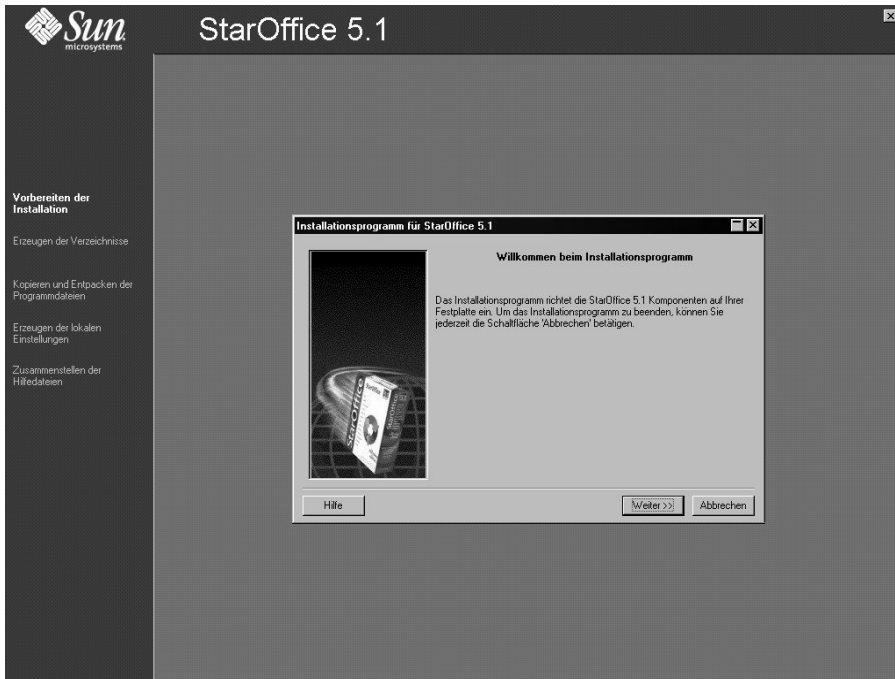 Sun
microsystems
StarOffice 5.1
Vorbereiten der
Installation
Erzeugen der Verzeichnisse
Kopieren und Entpacken der
Programmdateien
Erzeugen der lokalen
Einstellungen
Zusammenstellen der
Hilfedateien
Installationsprogramm für StarOffice 5.1
Willkommen beim Installationsprogramm
Das Installationsprogramm richtet die StarOffice 5.1 Komponenten auf Ihrer
Festplatte ein. Um das Installationsprogramm zu beenden, können Sie
jederzeit die Schaltfläche 'Abbrechen' betätigen.
StarOffice
StarOffice
Hilfe
Weiter >>
Abbrechen